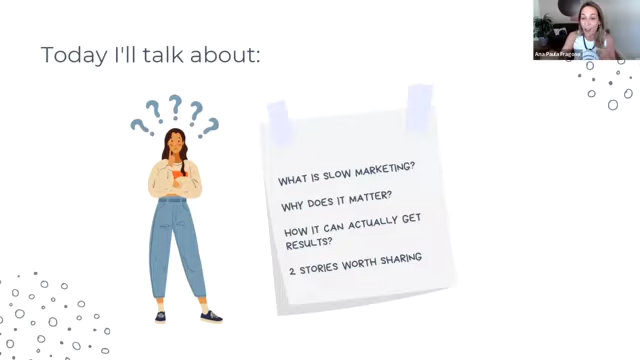 Today I'll talk about:
Ana Paula Fragoso
WHAT IS SLOW MARKETING?
WHY DOES IT MATTER?
HOW IT CAN ACTUALLY GET
RESULTS?
2 STORIES WORTH SHARING